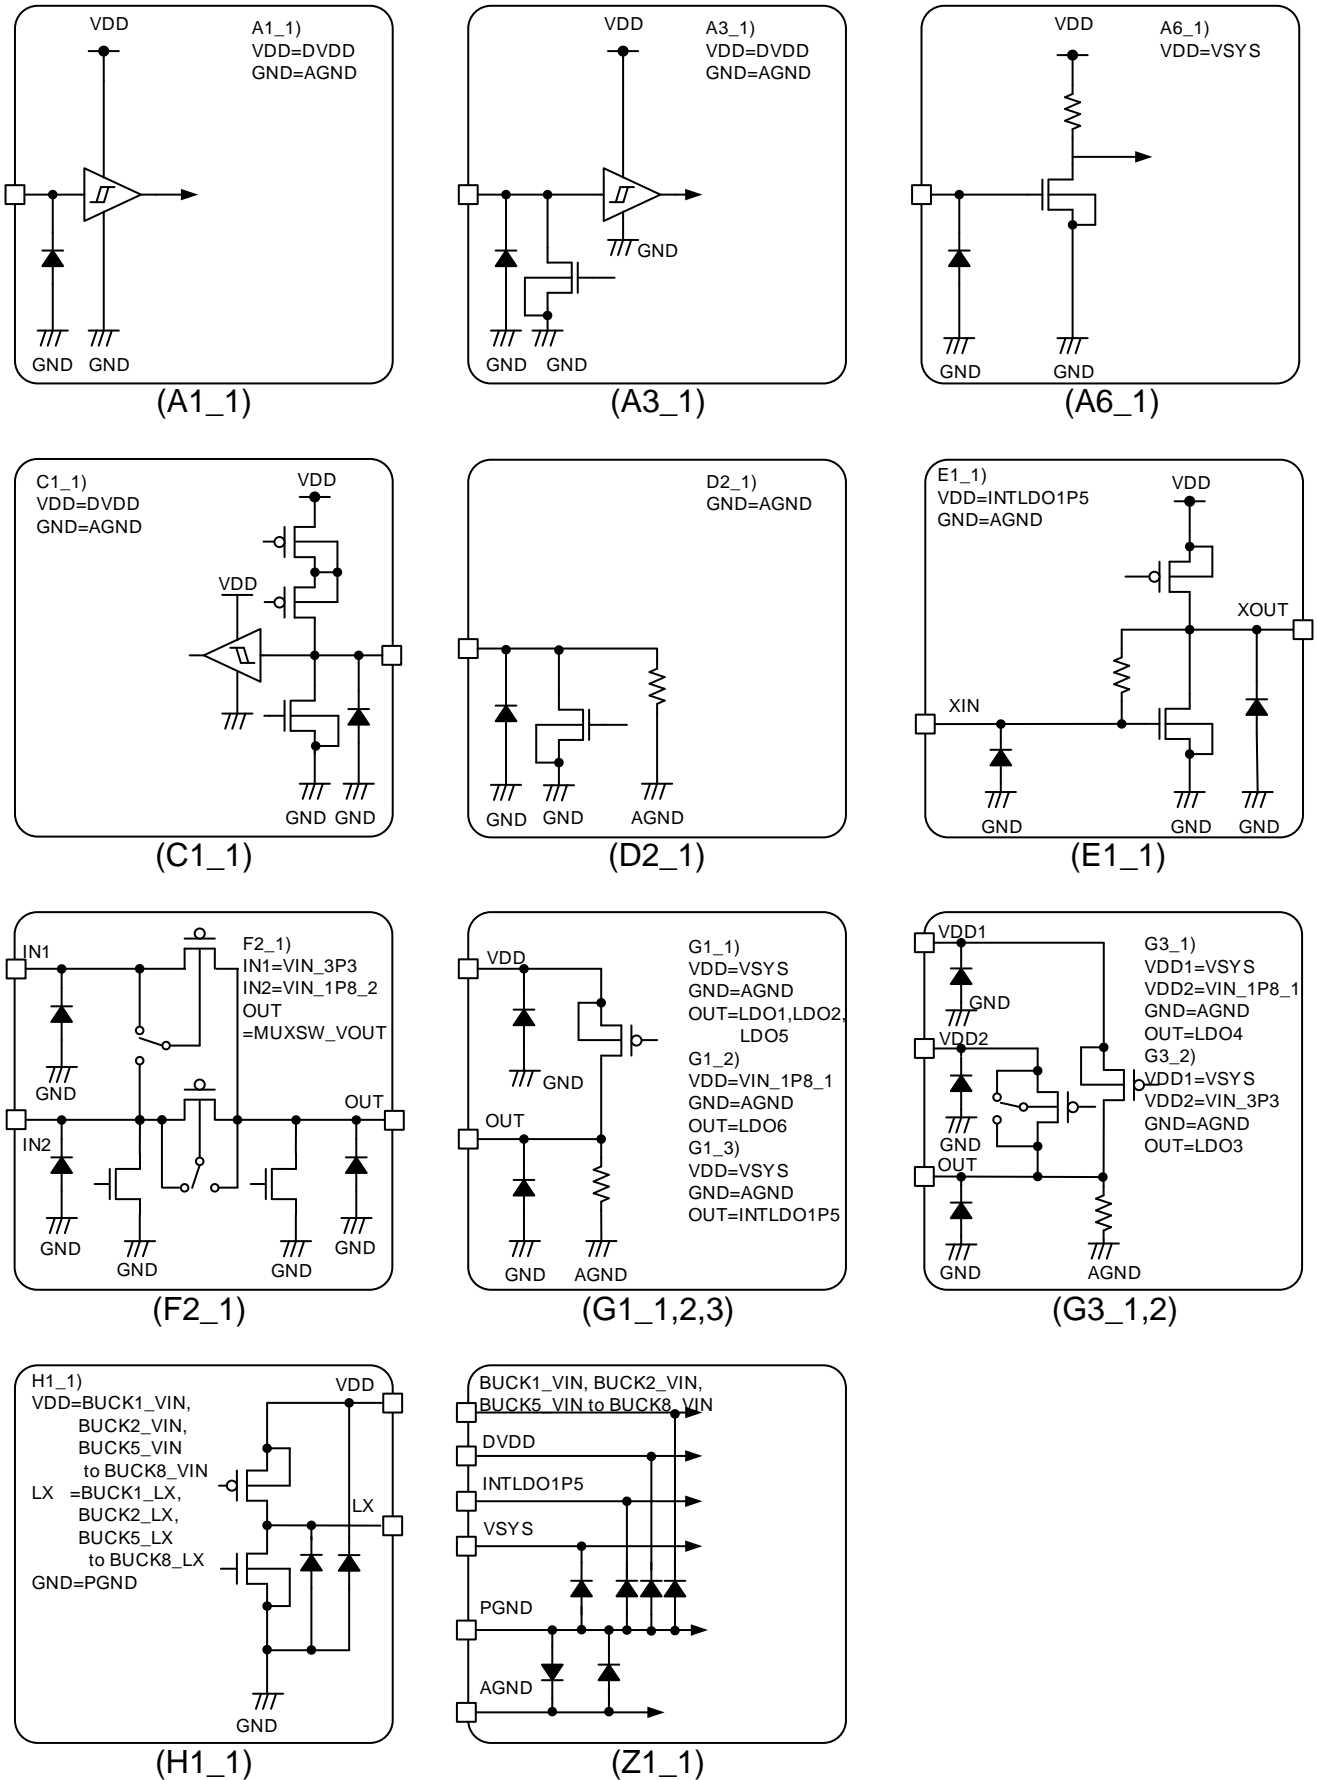 VDD
A1_1)
VDD=DVDD
GND=AGND
GND
GND
(A1_1)
VDD
A3_1)
VDD=DVDD
GND=AGND
GND
GND
GND
(A3_1)
VDD
A6_1)
VDD=VSYS
GND
GND
(A6_1)
C1_1)
VDD=DVDD
GND=AGND
VDD
VDD
GND
GND
(C1_1)
D2_1)
GND=AGND
GND
GND
AGND
(D2_1)
E1_1)
VDD=INTLDO1P5
GND=AGND
VDD
XOUT
XIN
GND
GND
GND
(E1_1)
IN1
F2_1)
IN1=VIN_3P3
IN2=VIN_1P8_2
OUT
=MUXSW_VOUT
GND
OUT
IN2
GND
GND
GND
GND
(F2_1)
VDD
GND
OUT
GND
AGND
G1_1)
VDD=VSYS
GND=AGND
OUT=LDO1,LDO2,
LDO5
G1_2)
VDD=VIN_1P8_1
GND=AGND
OUT=LDO6
G1_3)
VDD=VSYS
GND=AGND
OUT=INTLDO1P5
(G1_1,2,3)
VDD1
GND
VDD2
GND
OUT
GND
AGND
G3_1)
VDD1=VSYS
VDD2=VIN_1P8_1
GND=AGND
OUT=LDO4
G3_2)
VDD1=VSYS
VDD2=VIN_3P3
GND=AGND
OUT=LDO3
(G3_1,2)
H1_1)
VDD=BUCK1_VIN,
BUCK2_VIN,
BUCK5_VIN
to BUCK8_VIN
LX =BUCK1_LX,
BUCK2_LX,
BUCK5_LX
to BUCK8_LX
GND=PGND
VDD
LX
GND
(H1_1)
BUCK1_VIN, BUCK2_VIN,
BUCK5_VIN to BUCK8_VIN
DVDD
INTLDO1P5
VSYS
PGND
AGND
(Z1_1)